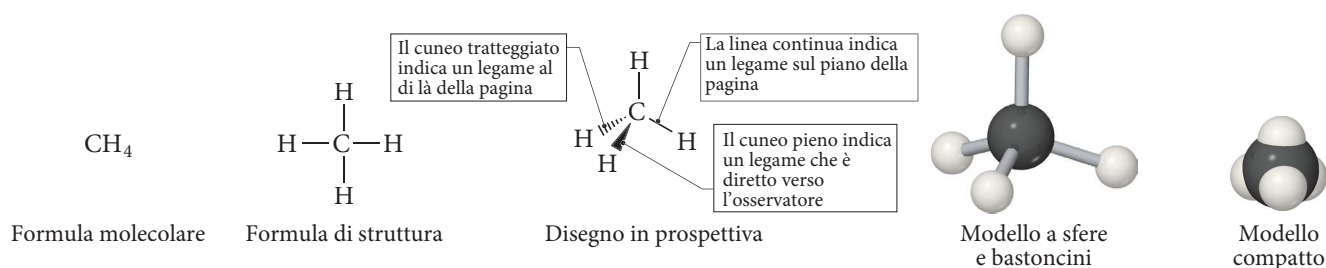 Il cuneo tratteggiato
indica un legame al
di là della pagina
La linea continua indica
un legame sul piano della
pagina
Il cuneo pieno indica
un legame che è
diretto verso
l'osservatore
CH₄
H
H—C—H
H
H
C
H
H
H
Formula molecolare
Formula di struttura
Disegno in prospettiva
Modello a sfere
e bastoncini
Modello
compatto